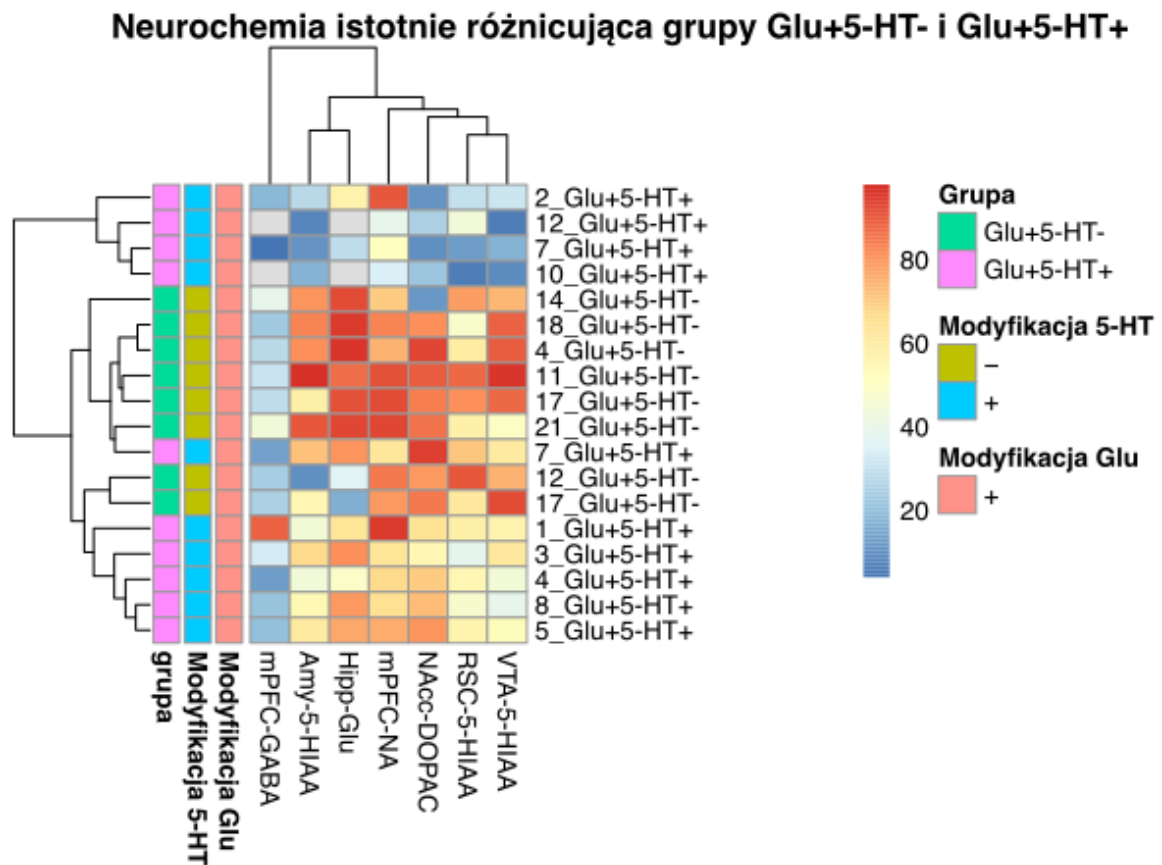 Neurochemia istotnie różnicująca grupy Glu+5-HT- i Glu+5-HT+
2_Glu+5-HT+
12_Glu+5-HT+
7_Glu+5-HT+
10_Glu+5-HT+
14_Glu+5-HT-
18_Glu+5-HT-
4_Glu+5-HT-
11_Glu+5-HT-
17_Glu+5-HT-
21_Glu+5-HT-
7_Glu+5-HT+
12_Glu+5-HT-
17_Glu+5-HT-
1_Glu+5-HT+
3_Glu+5-HT+
4_Glu+5-HT+
8_Glu+5-HT+
5_Glu+5-HT+
grupa
Modyfikacja 5-HT
Modyfikacja Glu
mPFC-GABA
Amy-5-HIAA
Hipp-Glu
mPFC-NA
NAcc-DOPAC
RSC-5-HIAA
VTA-5-HIAA
80
60
40
20
Grupa
Glu+5-HT-
Glu+5-HT+
Modyfikacja 5-HT
−
+
Modyfikacja Glu
+